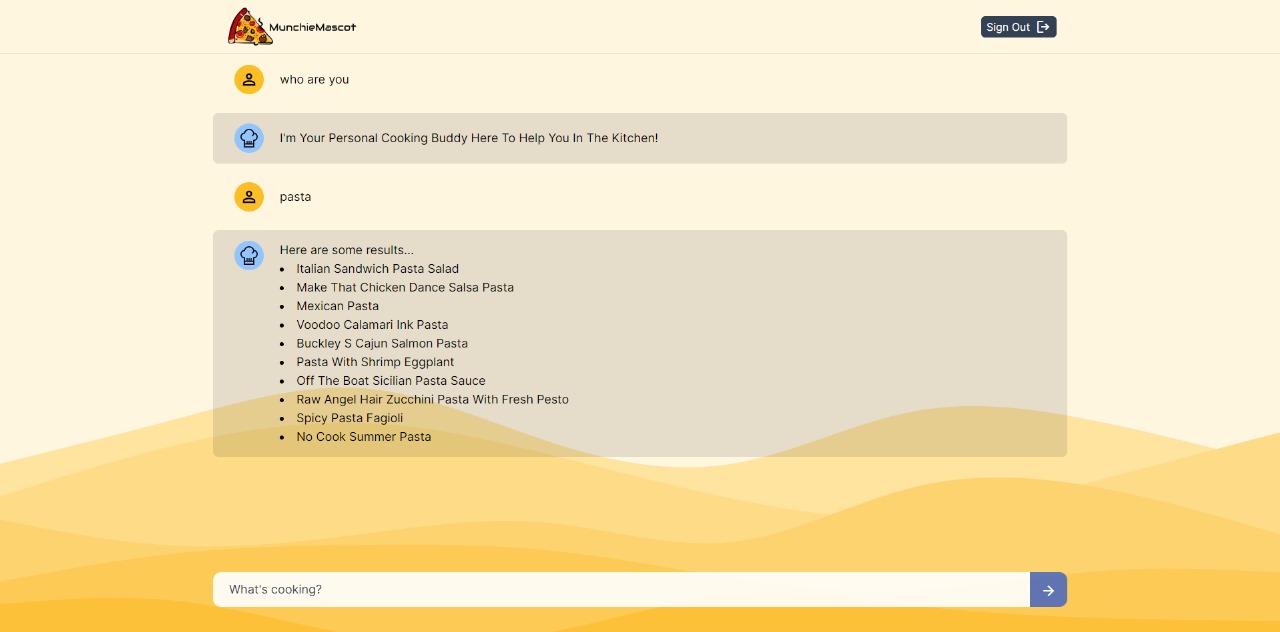 MunchieMascot
Sign Out
who are you
I'm Your Personal Cooking Buddy Here To Help You In The Kitchen!
pasta
Here are some results...
• Italian Sandwich Pasta Salad
• Make That Chicken Dance Salsa Pasta
• Mexican Pasta
• Voodoo Calamari Ink Pasta
• Buckley S Cajun Salmon Pasta
• Pasta With Shrimp Eggplant
• Off The Boat Sicilian Pasta Sauce
• Raw Angel Hair Zucchini Pasta With Fresh Pesto
• Spicy Pasta Fagioli
• No Cook Summer Pasta
What's cooking?